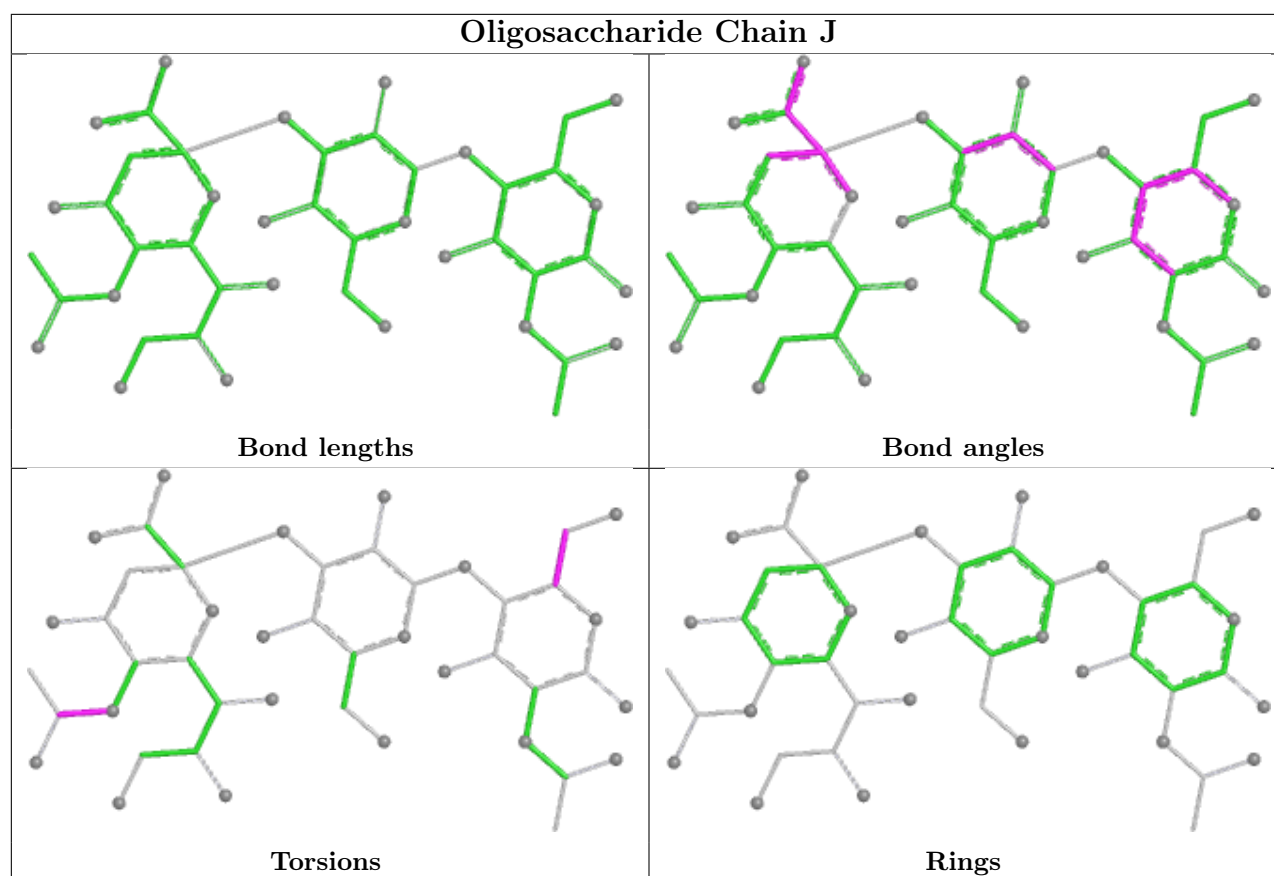 Oligosaccharide Chain J
Bond lengths
Bond angles
Torsions
Rings